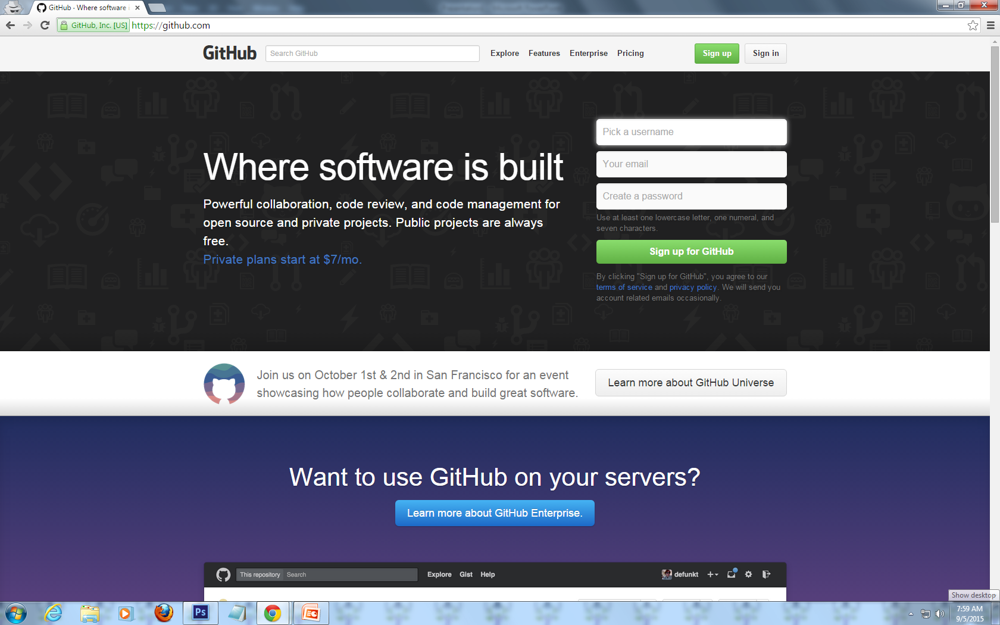 GitHub · Where software i
GitHub, Inc. [US] https://github.com
GitHub
Search GitHub
Explore Features Enterprise Pricing
Sign up Sign in
Where software is built
Powerful collaboration, code review, and code management for
open source and private projects. Public projects are always
free.
Private plans start at $7/mo.
Pick a username
Your email
Create a password
Use at least one lowercase letter, one numeral, and
seven characters.
Sign up for GitHub
By clicking "Sign up for GitHub", you agree to our
terms of service and privacy policy. We will send you
account related emails occasionally.
Join us on October 1st & 2nd in San Francisco for an event
showcasing how people collaborate and build great software.
Learn more about GitHub Universe
Want to use GitHub on your servers?
Learn more about GitHub Enterprise.
This repository Search Explore Gist Help defunkt
Show desktop
Ps
7:59 AM
9/5/2015